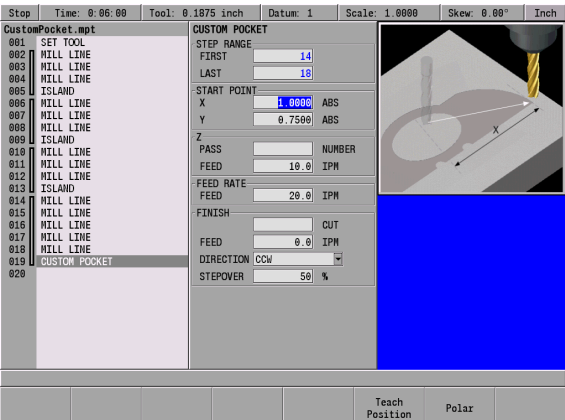 Stop Time: 0:06:00 Tool: 0.1875 inch Datum: 1 Scale: 1.0000 Skew: 0.00° Inch
CustomPocket.mpt
001 SET TOOL
002 MILL LINE
003 MILL LINE
004 MILL LINE
005 ISLAND
006 MILL LINE
007 MILL LINE
008 MILL LINE
009 ISLAND
010 MILL LINE
011 MILL LINE
012 MILL LINE
013 ISLAND
014 MILL LINE
015 MILL LINE
016 MILL LINE
017 MILL LINE
018 MILL LINE
019 CUSTOM POCKET
020
CUSTOM POCKET
STEP RANGE
FIRST 14
LAST 18
START POINT
X 1.0000 ABS
Y 0.7500 ABS
Z
PASS NUMBER
FEED 10.0 IPM
FEED RATE
FEED 20.0 IPM
FINISH
CUT
FEED 0.0 IPM
DIRECTION CCW
STEPOVER 50 %
X
Teach Position
Polar